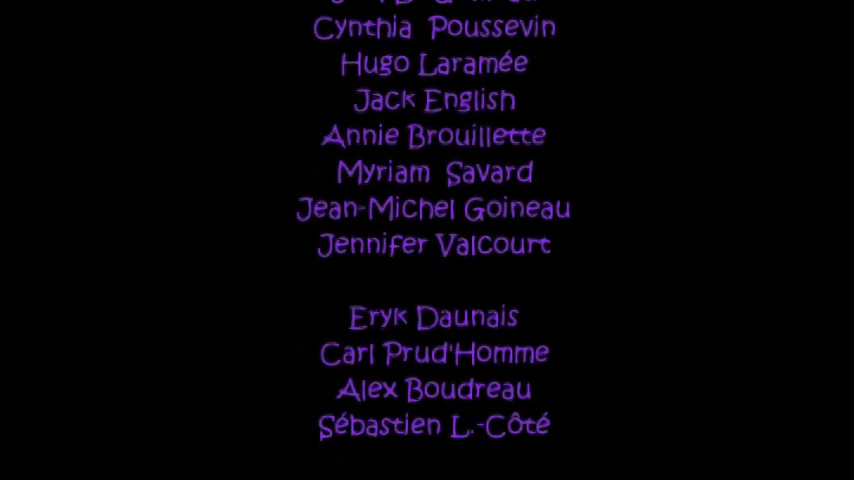 Cynthia Poussevin
Hugo Laramée
Jack English
Annie Brouillette
Myriam Savard
Jean-Michel Goineau
Jennifer Valcourt
Eryk Daunais
Carl Prud'Homme
Alex Boudreau
Sébastien L.-Côté